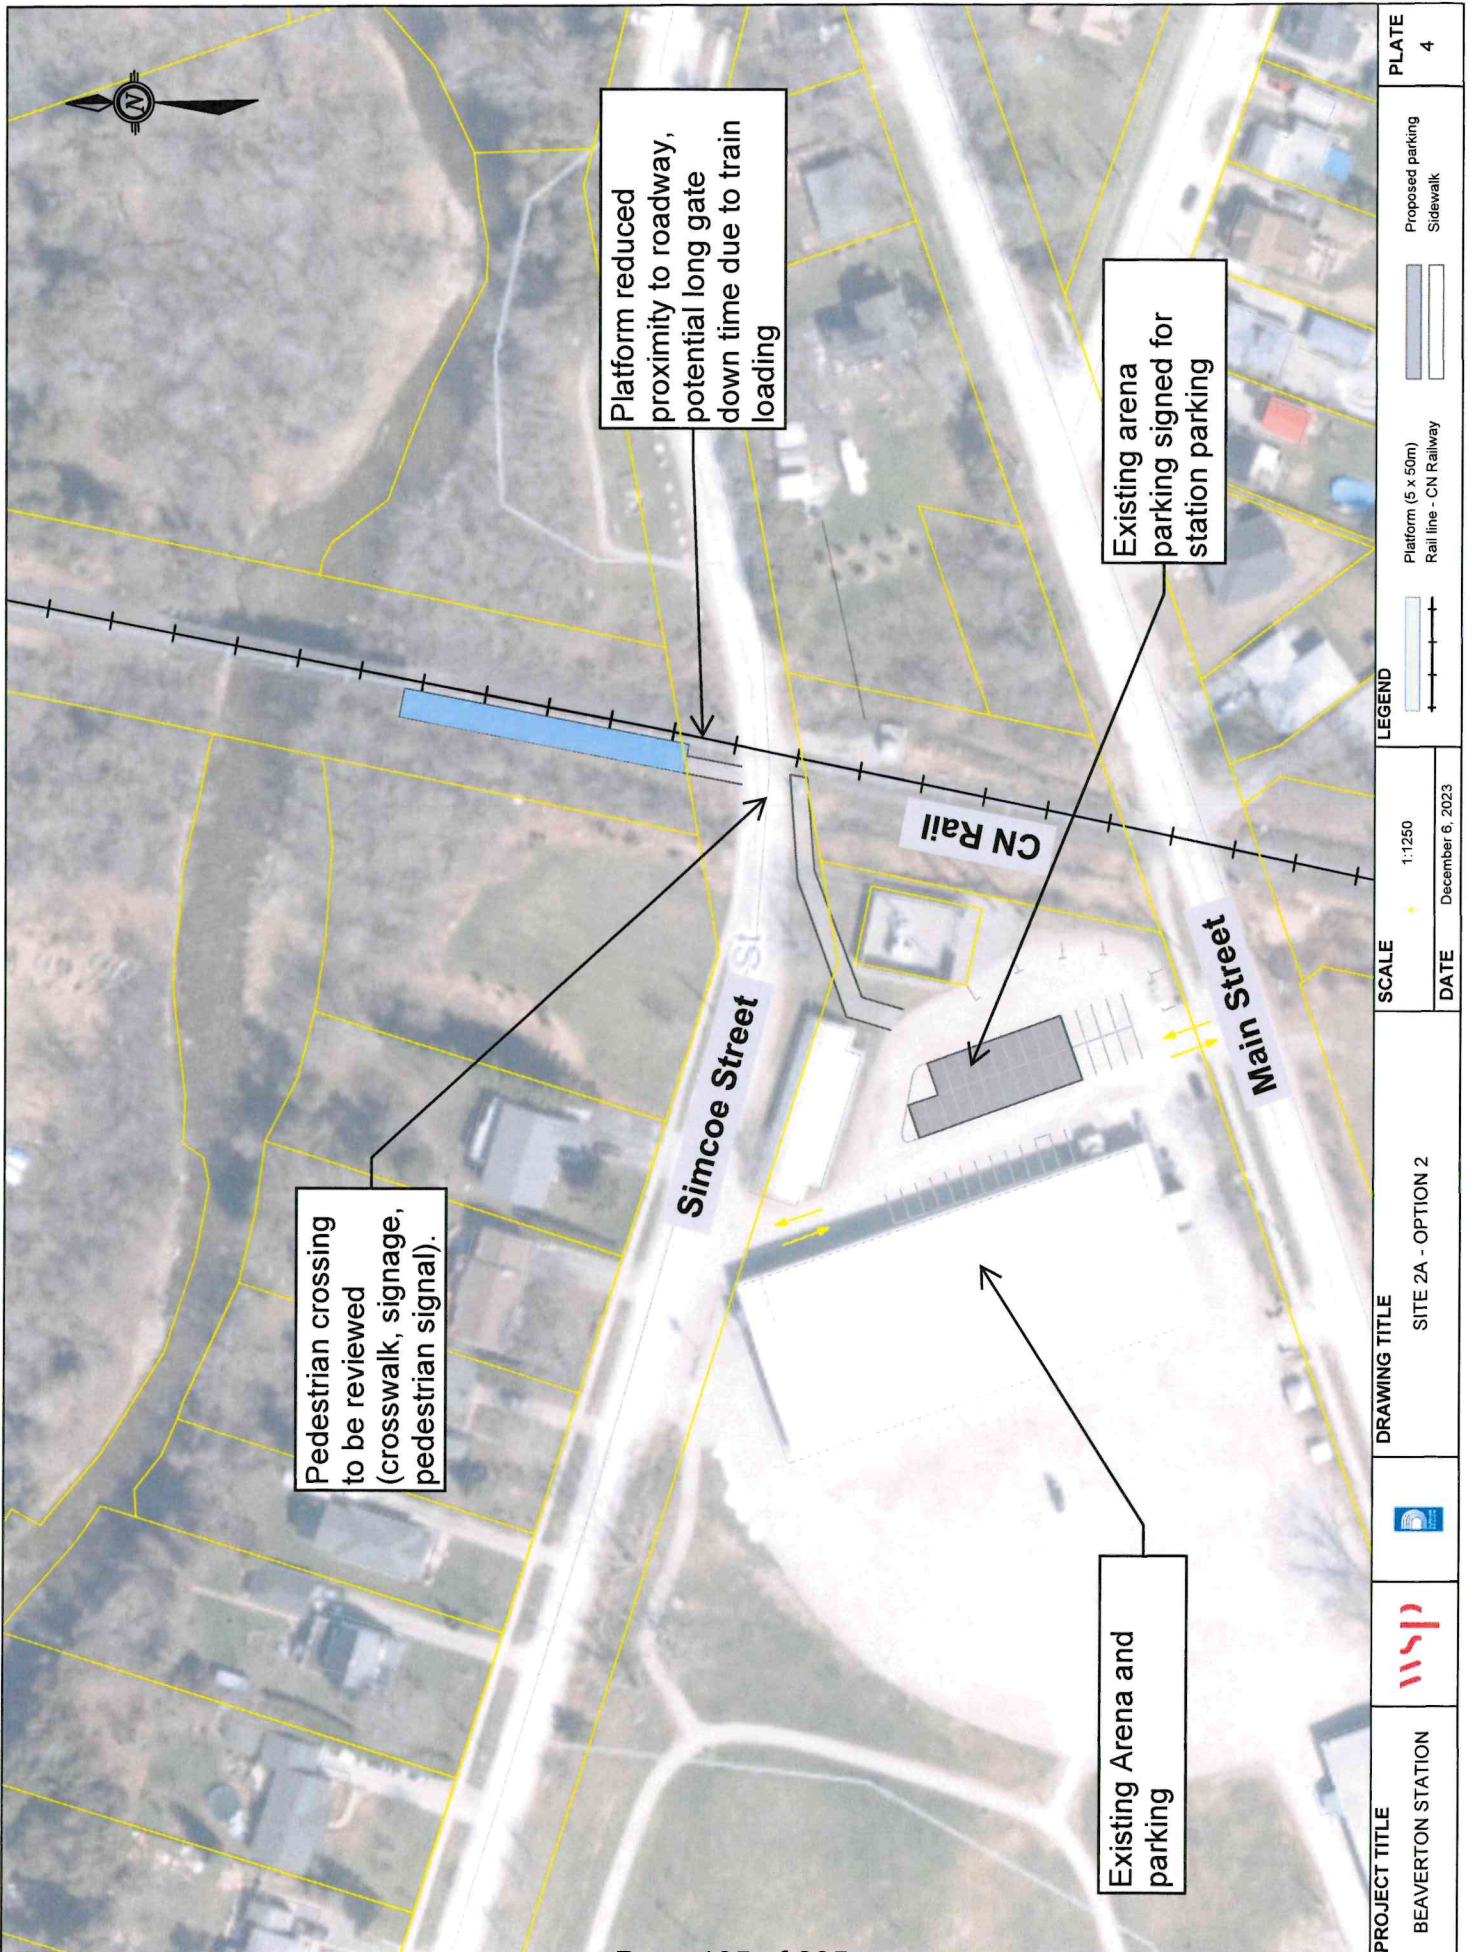 N
Platform reduced
proximity to roadway,
potential long gate
down time due to train
loading
Pedestrian crossing
to be reviewed
(crosswalk, signage,
pedestrian signal).
Existing arena
parking signed for
station parking
Existing Arena and
parking
Simcoe Street
St
CN Rail
Main Street
PROJECT TITLE
BEAVERTON STATION
wsp
DRAWING TITLE
SITE 2A - OPTION 2
SCALE
1:1250
DATE
December 6, 2023
LEGEND
Platform (5 x 50m)
Rail line - CN Railway
Proposed parking
Sidewalk
PLATE
4